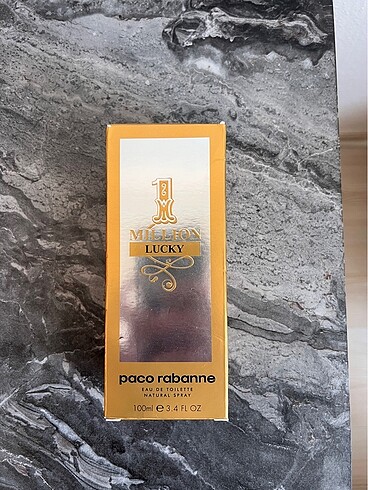 1
MILLION
LUCKY
paco rabanne
EAU DE TOILETTE
NATURAL SPRAY
100ml e 3.4 FL OZ